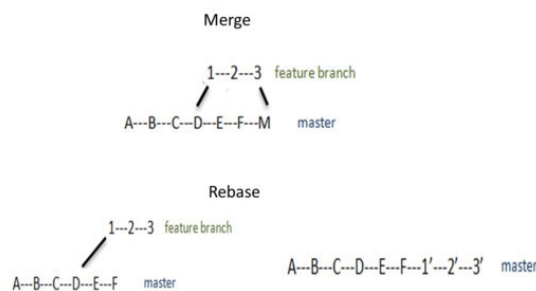 Merge
1---2---3 feature branch
A---B---C---D---E---F---M master
Rebase
1---2---3 feature branch
A---B---C---D---E---F master
A---B---C---D---E---F---1'---2'---3' master